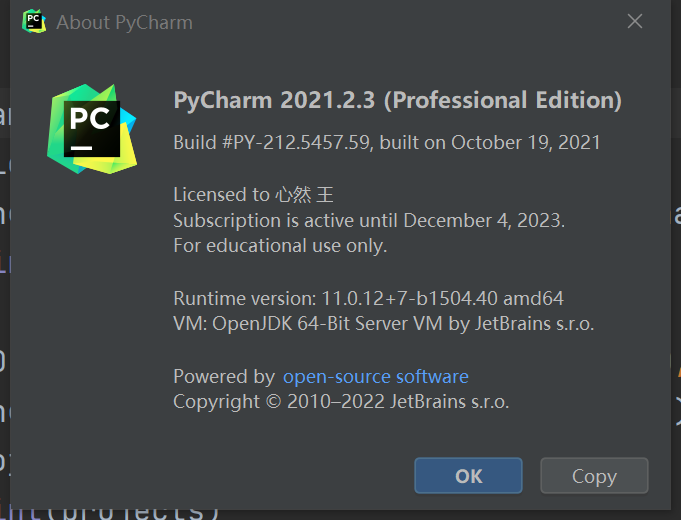 About PyCharm
PC
PyCharm 2021.2.3 (Professional Edition)
Build #PY-212.5457.59, built on October 19, 2021
Licensed to 心然 王
Subscription is active until December 4, 2023.
For educational use only.
Runtime version: 11.0.12+7-b1504.40 amd64
VM: OpenJDK 64-Bit Server VM by JetBrains s.r.o.
Powered by open-source software
Copyright © 2010–2022 JetBrains s.r.o.
OK
Copy
int(projects)